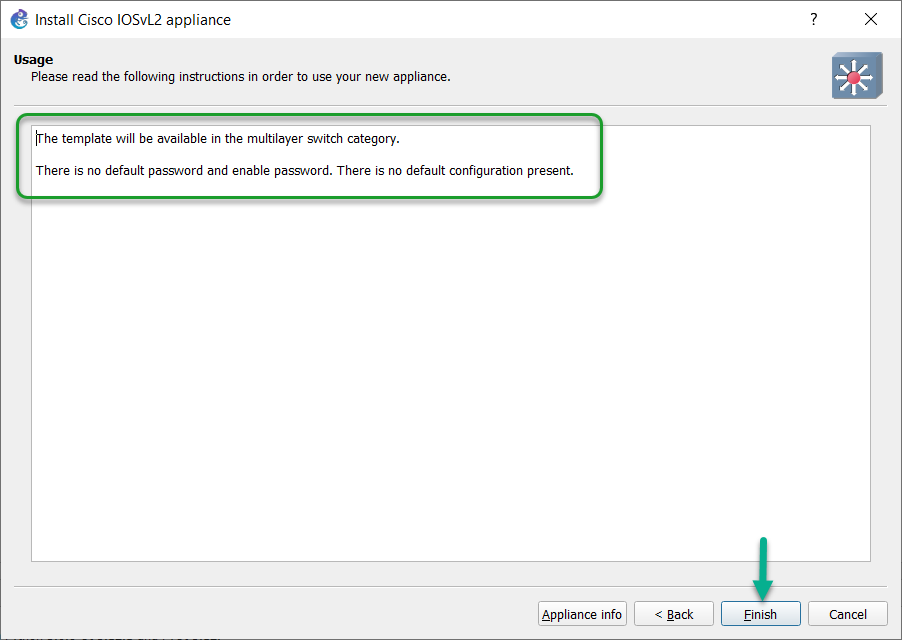 Install Cisco IOSvL2 appliance
?
Usage
Please read the following instructions in order to use your new appliance.
The template will be available in the multilayer switch category.
There is no default password and enable password. There is no default configuration present.
Appliance info
< Back
Finish
Cancel